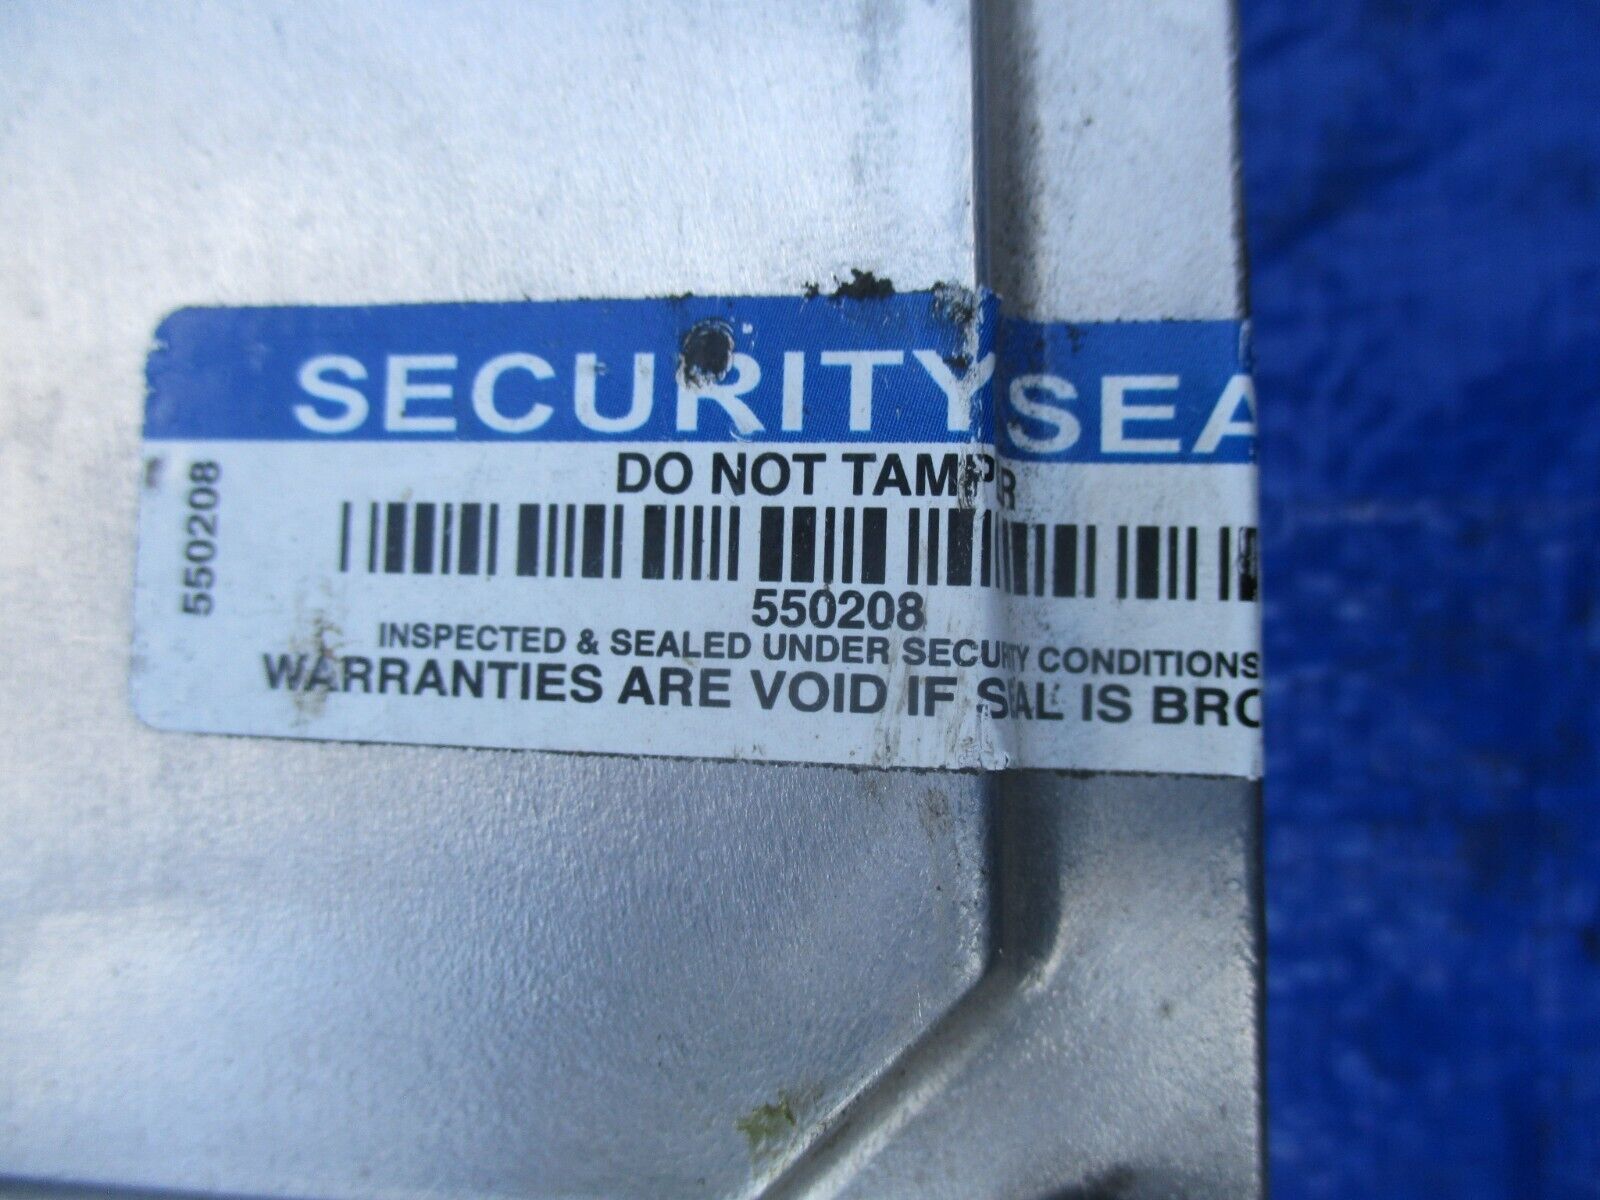 SECURITY SEA
DO NOT TAMPER
550208
550208
INSPECTED & SEALED UNDER SECURITY CONDITIONS
WARRANTIES ARE VOID IF SEAL IS BRO